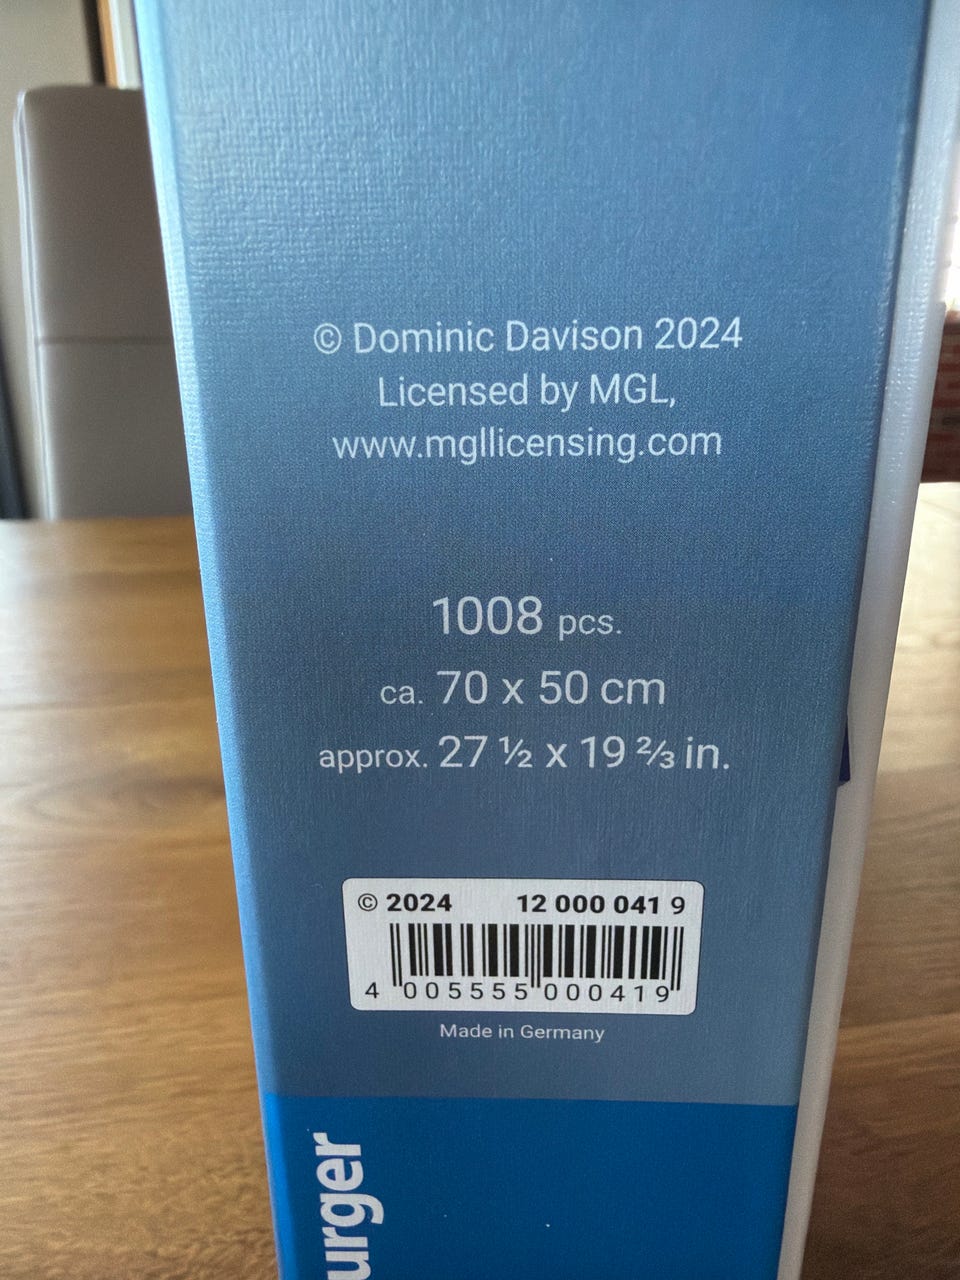 © Dominic Davison 2024
Licensed by MGL,
www.mgllicensing.com
1008 pcs.
ca. 70 x 50 cm
approx. 27 ½ x 19 ⅔ in.
© 2024 12 000 041 9
4 005555 000419
Made in Germany
urger